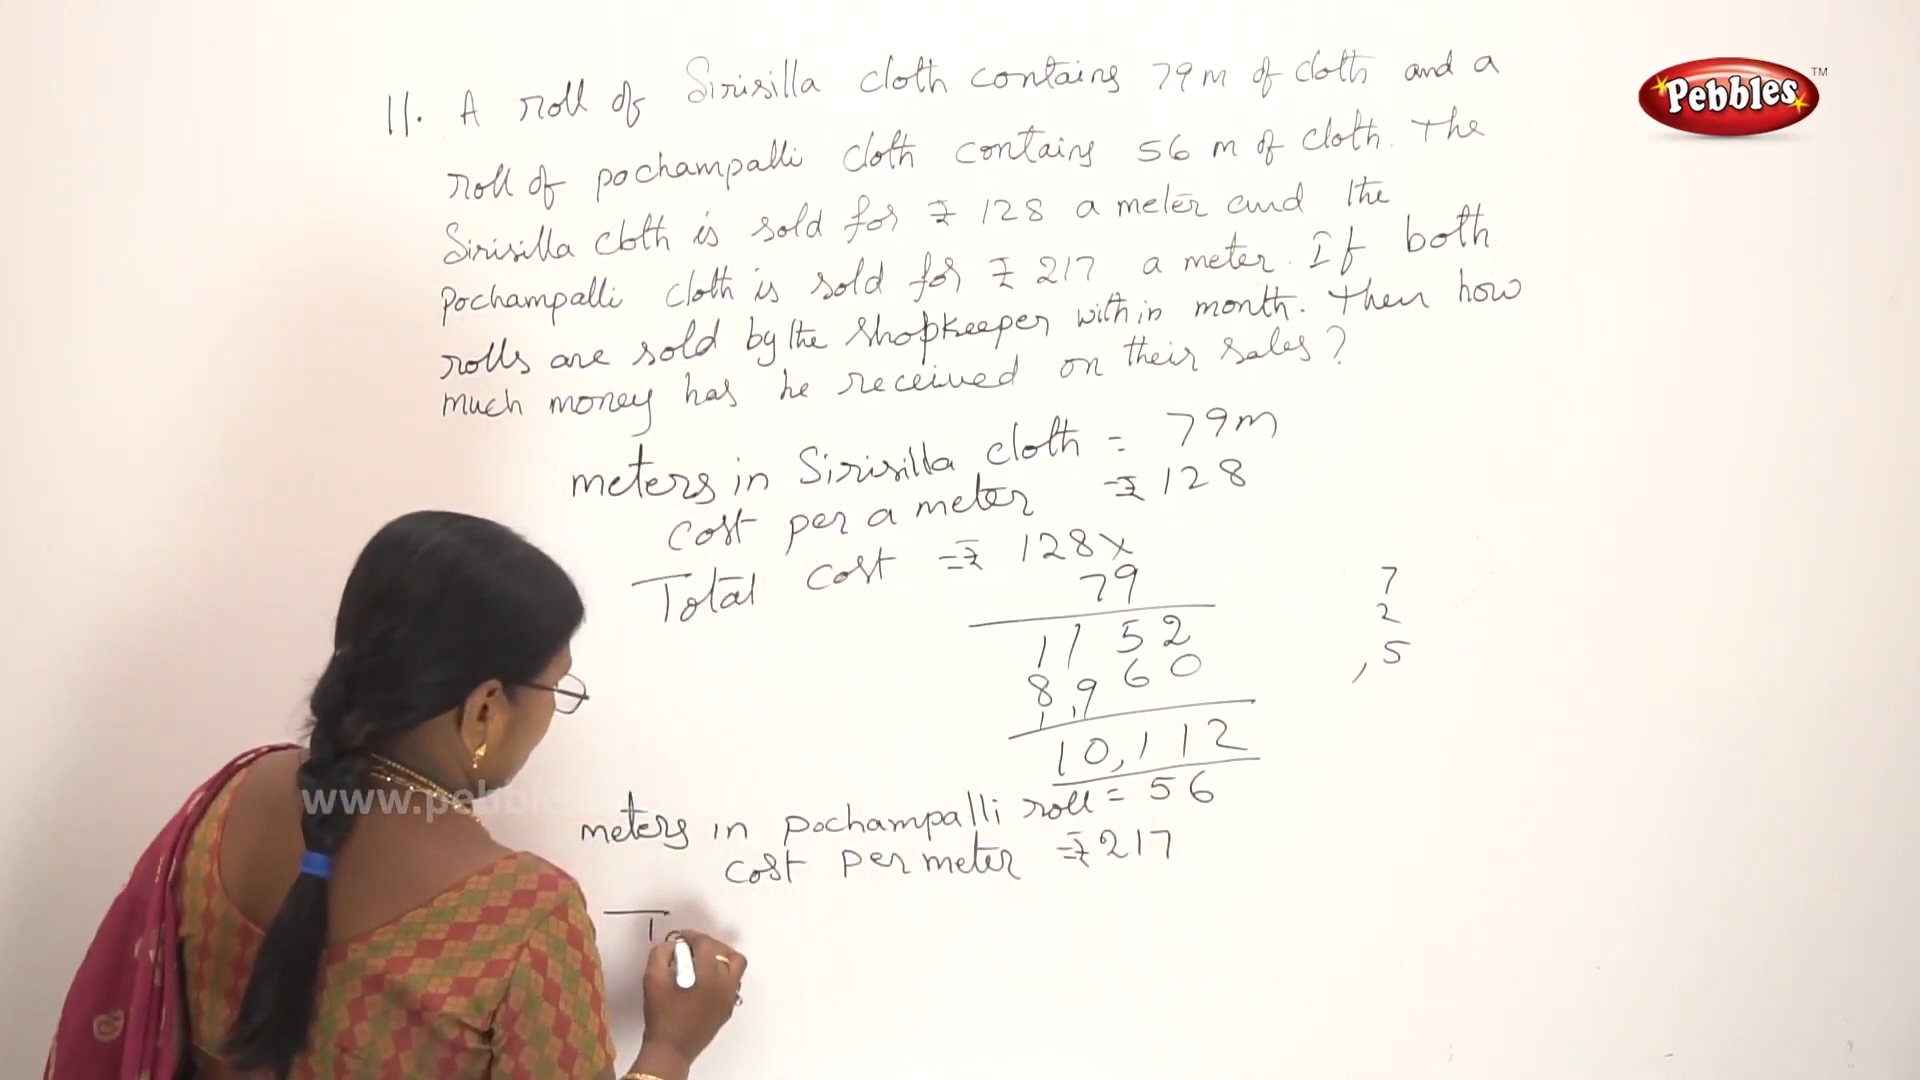 Pebbles TM
11. A roll of Sirisilla cloth contains 79m of cloth and a
roll of pochampalli cloth contains 56 m of cloth. The
Sirisilla cloth is sold for ₹ 128 a meter and the
pochampalli cloth is sold for ₹ 217 a meter. If both
rolls are sold by the shopkeeper within month. Then how
much money has he received on their sales?
meters in Sirisilla cloth = 79m
cost per a meter = ₹ 128
Total cost = ₹ 128 x
79
1152
8,960
10,112
7
2
, 5
meters in pochampalli roll = 56
cost per meter = ₹ 217
To
www.pebbles